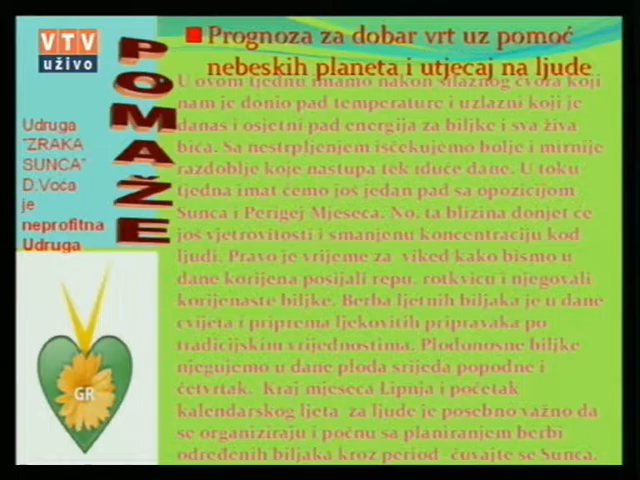 VTV
uživo
POMAŽE
Udruga
"ZRAKA
SUNCA"
D.Voća
je
neprofitna
Udruga
GR
Prognoza za dobar vrt uz pomoć
nebeskih planeta i utjecaj na ljude
U ovom tjednu imamo nakon silaznog čvora koji
nam je donio pad temperature i uzlazni koji je
danas i osjetni pad energija za biljke i sva živa
bića. Sa nestrpljenjem isčekujemo bolje i mirnije
razdoblje koje nastupa tek iduće dane. U toku
tjedna imat ćemo još jedan pad sa opozicijom
Sunca i Perigej Mjeseca. No, ta blizina donjet će
još vjetrovitosti i smanjenu koncentraciju kod
ljudi. Pravo je vrijeme za viked kako bismo u
dane korijena posijali repu, rotkvicu i njegovali
korijenaste biljke. Berba ljetnih biljaka je u dane
cvijeta i priprema ljekovitih pripravaka po
tradicijskim vrijednostima. Plodonosne biljke
njegujemo u dane ploda srijeda popodne i
četvrtak. Kraj mjeseca Lipnja i početak
kalendarskog ljeta za ljude je posebno važno da
se organiziraju i počnu sa planiranjem berbi
određenih biljaka kroz period - čuvajte se Sunca.